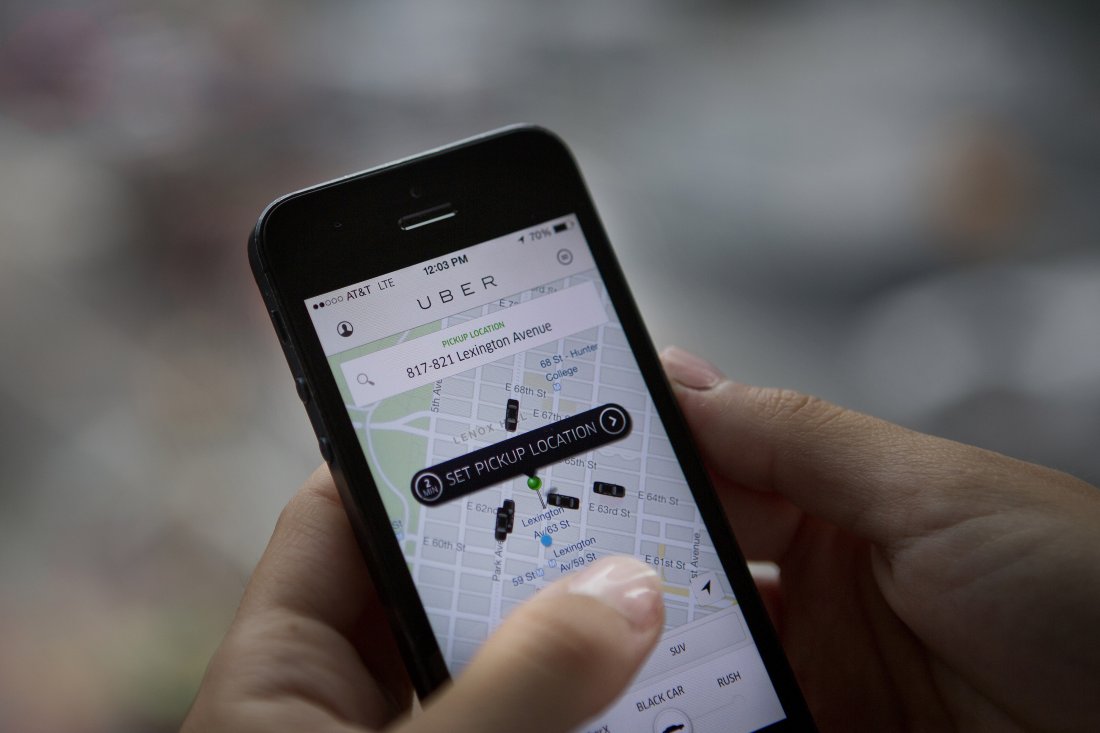 AT&T LTE
12:03 PM
70%
UBER
PICKUP LOCATION
817-821 Lexington Avenue
68 St - Hunter
College
5th Ave
E 68th St
E 67th
LENOX
2
MIN
SET PICKUP LOCATION
65th St
E 64th St
E 62nd
E 63rd St
Lexington
Av/63 St
E 60th St
Lexington
Av/59 St
59 St
E 61st St
Park Ave
st Avenue
SUV
BLACK CAR
RUSH